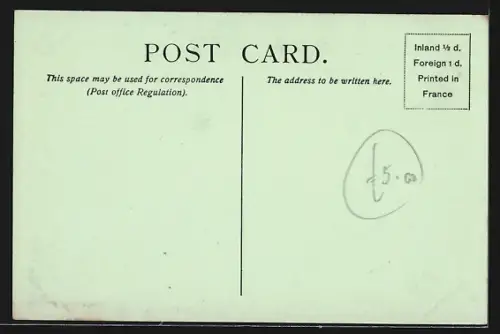 POST CARD.
This space may be used for correspondence
(Post office Regulation).
The address to be written here.
Inland ½ d.
Foreign 1 d.
Printed in
France
£5.00